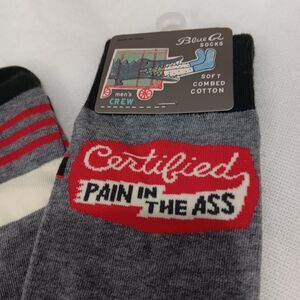 Blue Q
SOCKS
SOFT
COMBED
COTTON
men's
CREW
Certified
PAIN IN
THE ASS